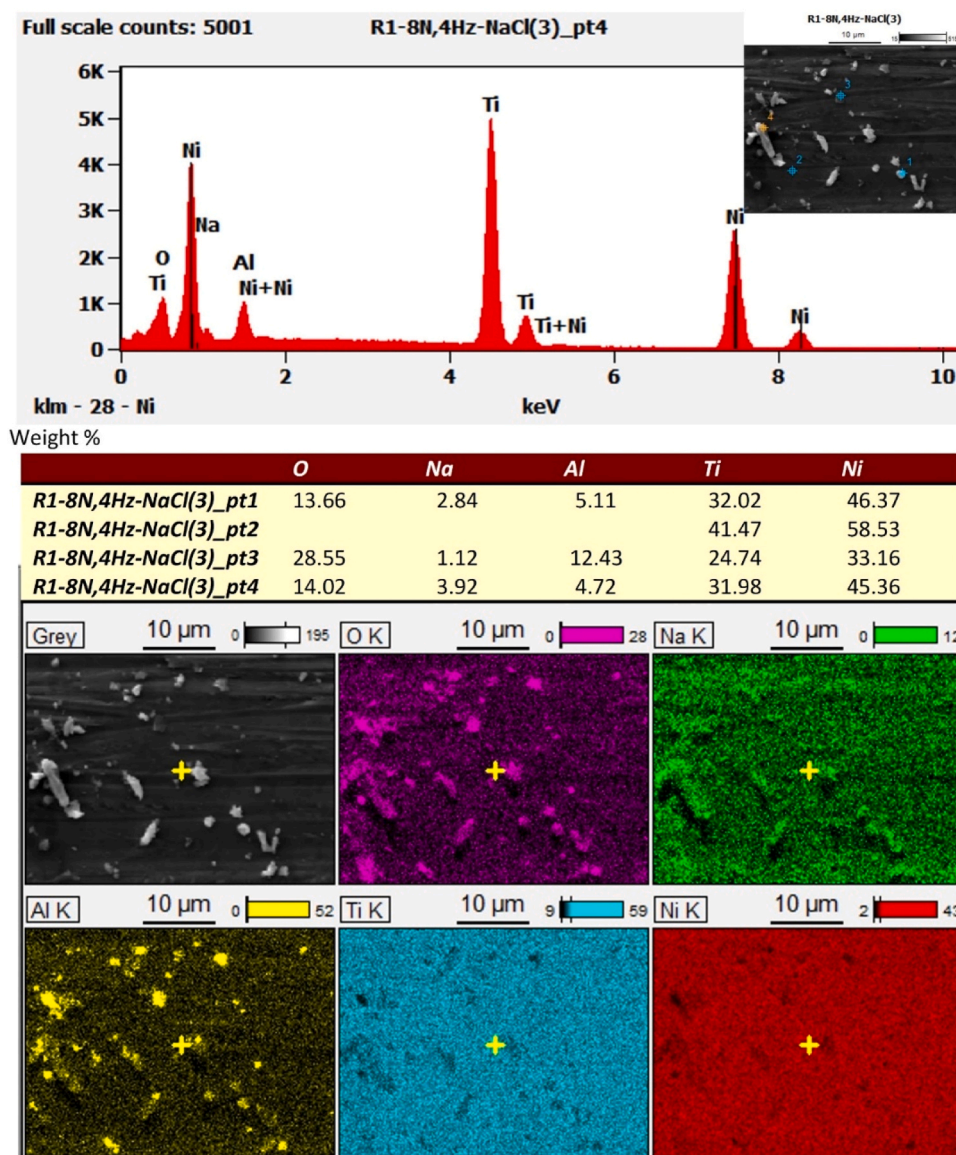 Full scale counts: 5001 R1-8N,4Hz-NaCl(3)_pt4
R1-8N,4Hz-NaCl(3)
10 µm
3
4
2
1
6K
5K
4K
3K
2K
1K
0
Ti
Ni
Na
O
Ti
Al
Ni+Ni
Ti
Ti+Ni
Ni
Ni
0 2 4 6 8 10
klm - 28 - Ni keV
Weight %
O Na Al Ti Ni
R1-8N,4Hz-NaCl(3)_pt1 13.66 2.84 5.11 32.02 46.37
R1-8N,4Hz-NaCl(3)_pt2 41.47 58.53
R1-8N,4Hz-NaCl(3)_pt3 28.55 1.12 12.43 24.74 33.16
R1-8N,4Hz-NaCl(3)_pt4 14.02 3.92 4.72 31.98 45.36
Grey 10 µm 0 195 O K 10 µm 0 28 Na K 10 µm 0 12
Al K 10 µm 0 52 Ti K 10 µm 9 59 Ni K 10 µm 2 43